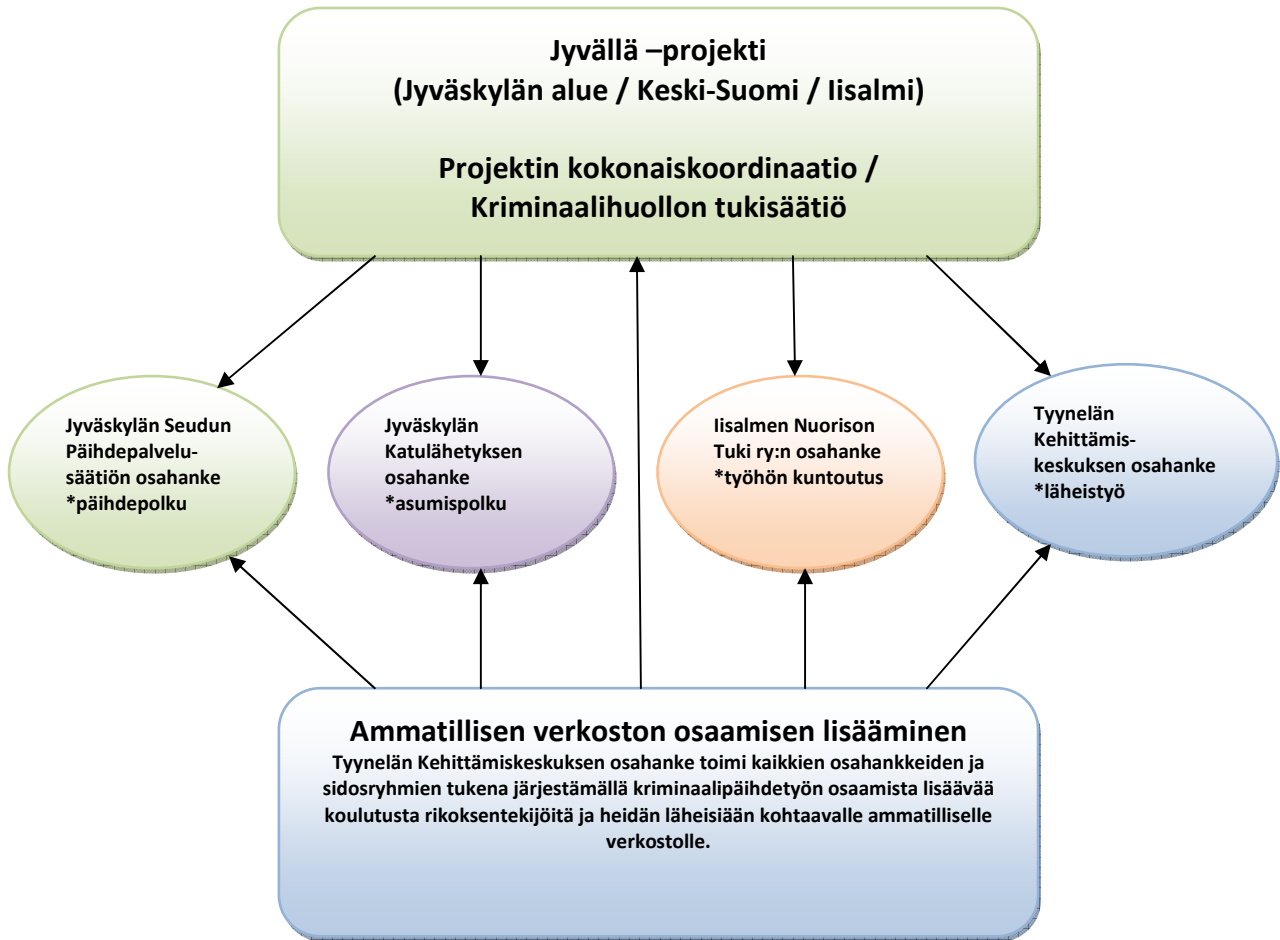 Jyvällä –projekti
(Jyväskylän alue / Keski-Suomi / Iisalmi)
Projektin kokonaiskoordinaatio /
Kriminaalihuollon tukisäätiö
Jyväskylän Seudun
Päihdepalvelu-
säätiön osahanke
*päihdepolku
Jyväskylän
Katulähetyksen
osahanke
*asumispolku
Iisalmen Nuorison
Tuki ry:n osahanke
*työhön kuntoutus
Tyynelän
Kehittämis-
keskuksen osahanke
*läheistyö
Ammatillisen verkoston osaamisen lisääminen
Tyynelän Kehittämiskeskuksen osahanke toimi kaikkien osahankkeiden ja
sidosryhmien tukena järjestämällä kriminaalipäihdetyön osaamista lisäävää
koulutusta rikoksentekijöitä ja heidän läheisiään kohtaavalle ammatilliselle
verkostolle.